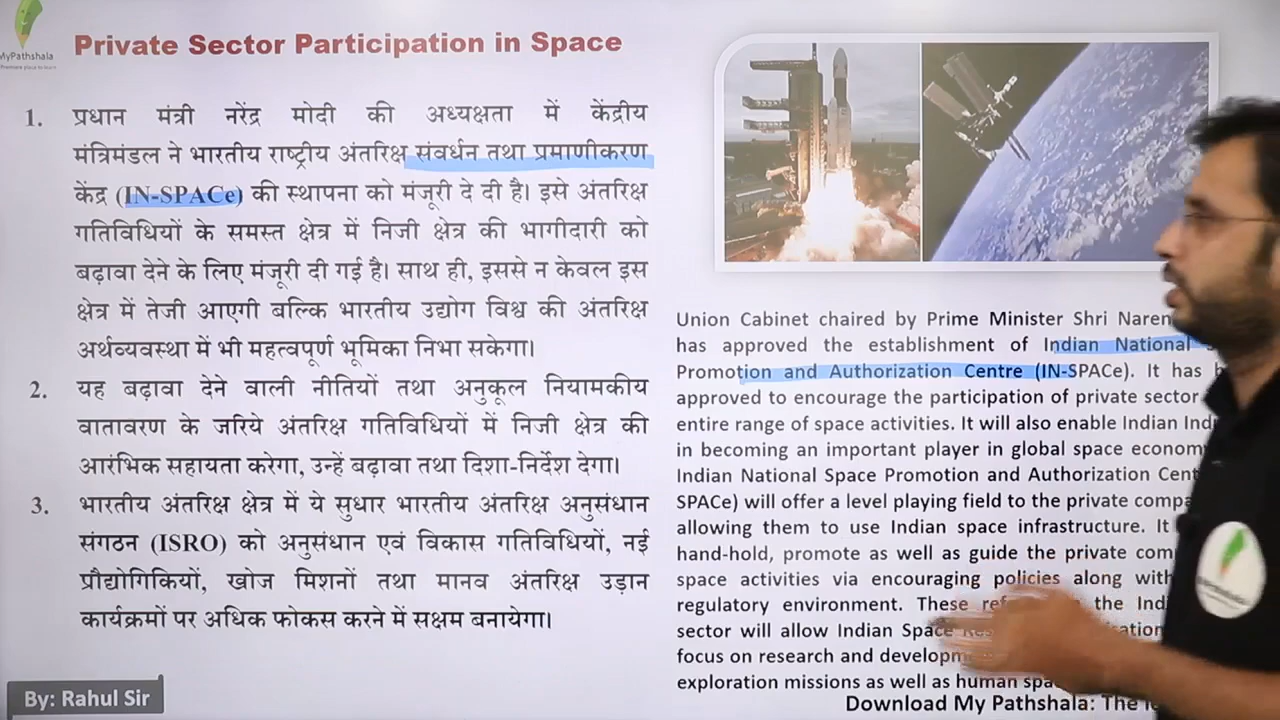 MyPathshala
Private Sector Participation in Space
1. प्रधान मंत्री नरेंद्र मोदी की अध्यक्षता में केंद्रीय
मंत्रिमंडल ने भारतीय राष्ट्रीय अंतरिक्ष संवर्धन तथा प्रमाणीकरण
केंद्र (IN-SPACe) की स्थापना को मंजूरी दे दी है। इसे अंतरिक्ष
गतिविधियों के समस्त क्षेत्र में निजी क्षेत्र की भागीदारी को
बढ़ावा देने के लिए मंजूरी दी गई है। साथ ही, इससे न केवल इस
क्षेत्र में तेजी आएगी बल्कि भारतीय उद्योग विश्व की अंतरिक्ष
अर्थव्यवस्था में भी महत्वपूर्ण भूमिका निभा सकेगा।
2. यह बढ़ावा देने वाली नीतियों तथा अनुकूल नियामकीय
वातावरण के जरिये अंतरिक्ष गतिविधियों में निजी क्षेत्र की
आरंभिक सहायता करेगा, उन्हें बढ़ावा तथा दिशा-निर्देश देगा।
3. भारतीय अंतरिक्ष क्षेत्र में ये सुधार भारतीय अंतरिक्ष अनुसंधान
संगठन (ISRO) को अनुसंधान एवं विकास गतिविधियों, नई
प्रौद्योगिकियों, खोज मिशनों तथा मानव अंतरिक्ष उड़ान
कार्यक्रमों पर अधिक फोकस करने में सक्षम बनायेगा।
Union Cabinet chaired by Prime Minister Shri
has approved the establishment of Indian National
Promotion and Authorization Centre (IN-SPACe). It has
approved to encourage the participation of private sector
entire range of space activities. It will also enable Indian
in becoming an important player in global space
Indian National Space Promotion and Authorization
SPACe) will offer a level playing field to the private
allowing them to use Indian space infrastructure. It
hand-hold, promote as well as guide the private
space activities via encouraging policies along with
regulatory environment. These the
sector will allow Indian Space
focus on research and
exploration missions as well as human
By: Rahul Sir
Download My Pathshala: The